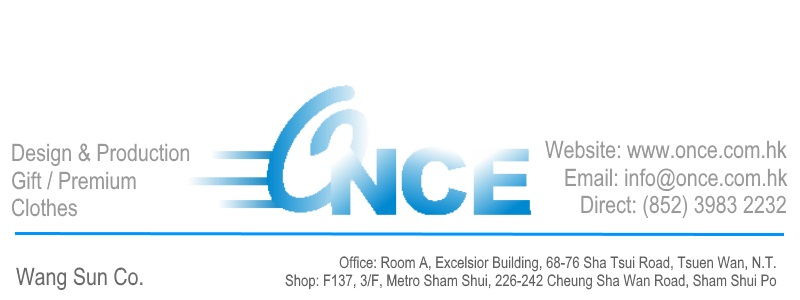 Design & Production
Gift / Premium
Clothes
ONCE
Website: www.once.com.hk
Email: info@once.com.hk
Direct: (852) 3983 2232
Wang Sun Co.
Office: Room A, Excelsior Building, 68-76 Sha Tsui Road, Tsuen Wan, N.T.
Shop: F137, 3/F, Metro Sham Shui, 226-242 Cheung Sha Wan Road, Sham Shui Po